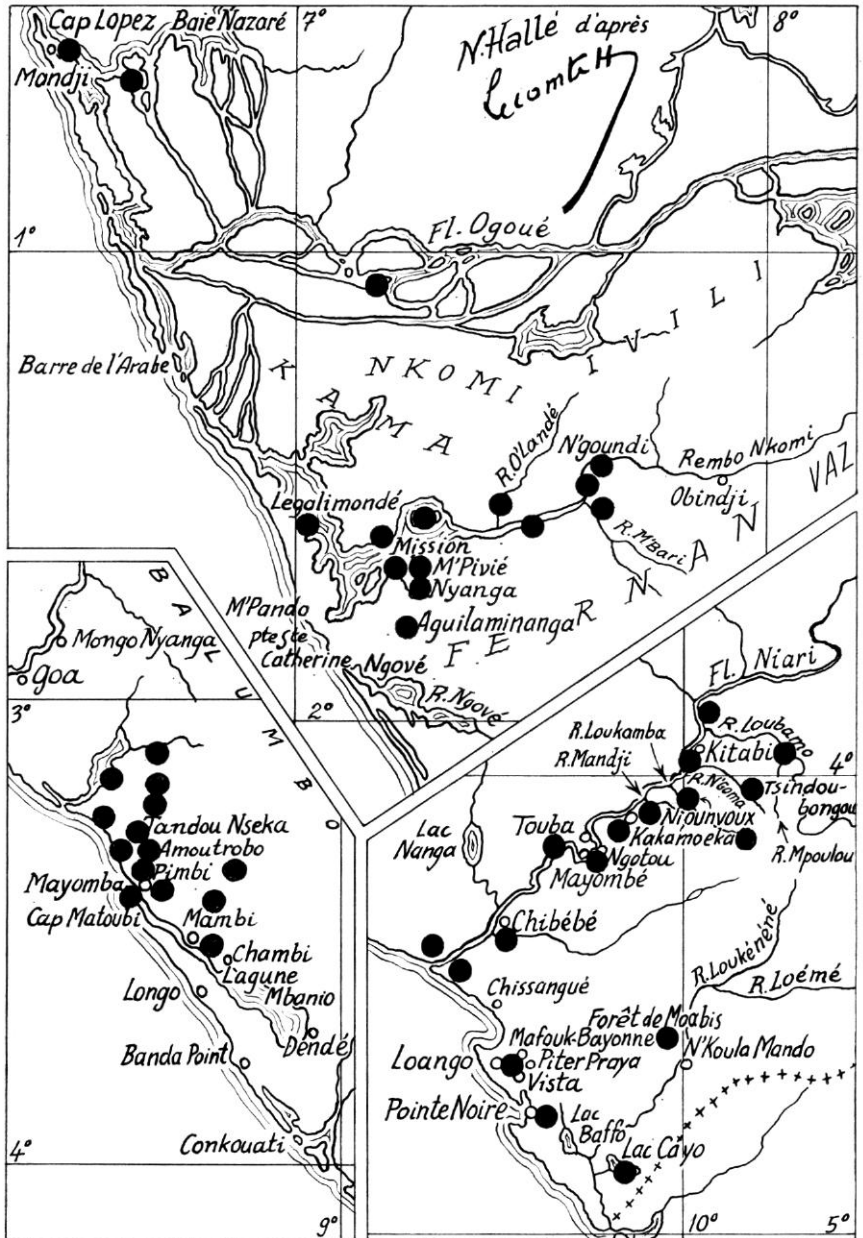 Cap Lopez
Baie Nazaré
7°
8°
N. Hallé d'après
Lecomte H
Mandji
1°
Fl. Ogoué
Barre de l'Arabe
KAMA
NKOMI
IVILI
N'goundi
R. O'Landé
Rembo Nkomi
Obindji
VAZ
R. M'Bari
Legalimondé
Mission
M'Pivié
Nyanga
Aguilaminanga
FERNAN
M'Pando
pte Ste
Catherine
Ngové
R. Ngové
2°
BALUMB
Mongo Nyanga
Goa
3°
Tandou Nseka
Amoutrobo
Pimbi
Mayomba
Cap Matoubi
Mambi
Chambi
Lagune
Mbanio
Longo
Dendé
Banda Point
Conkouati
4°
9°
Fl. Niari
R. Loubamo
R. Loukamba
Kitabi
R. Mandji
4°
R. N'Goma
Tsindou-
bongou
Niounvoux
Kakamoeka
R. Mpoulou
Touba
Lac
Nanga
Ngotou
Mayombé
Chibébé
R. Loukénéné
R. Loémé
Chissangué
Forêt de Moabis
Mafouk-Bayonne
N'Koula Mando
Loango
Piter Praya
Vista
Pointe Noire
Lac
Baffo
Lac Cayo
10°
5°